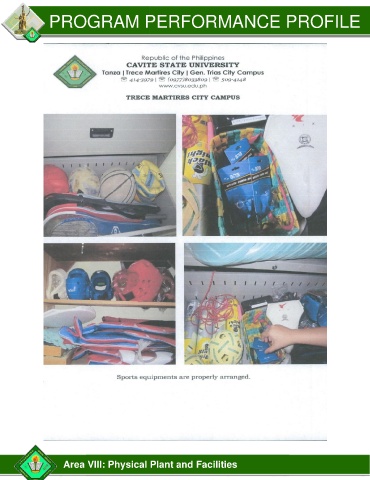 PROGRAM PERFORMANCE PROFILE
Republic of the Philippines
CAVITE STATE UNIVERSITY
Tanza | Trece Martires City | Gen. Trias City Campus
www.cvsu.edu.ph
TRECE MARTIRES CITY CAMPUS
Sports equipments are properly arranged.
Area VIII: Physical Plant and Facilities